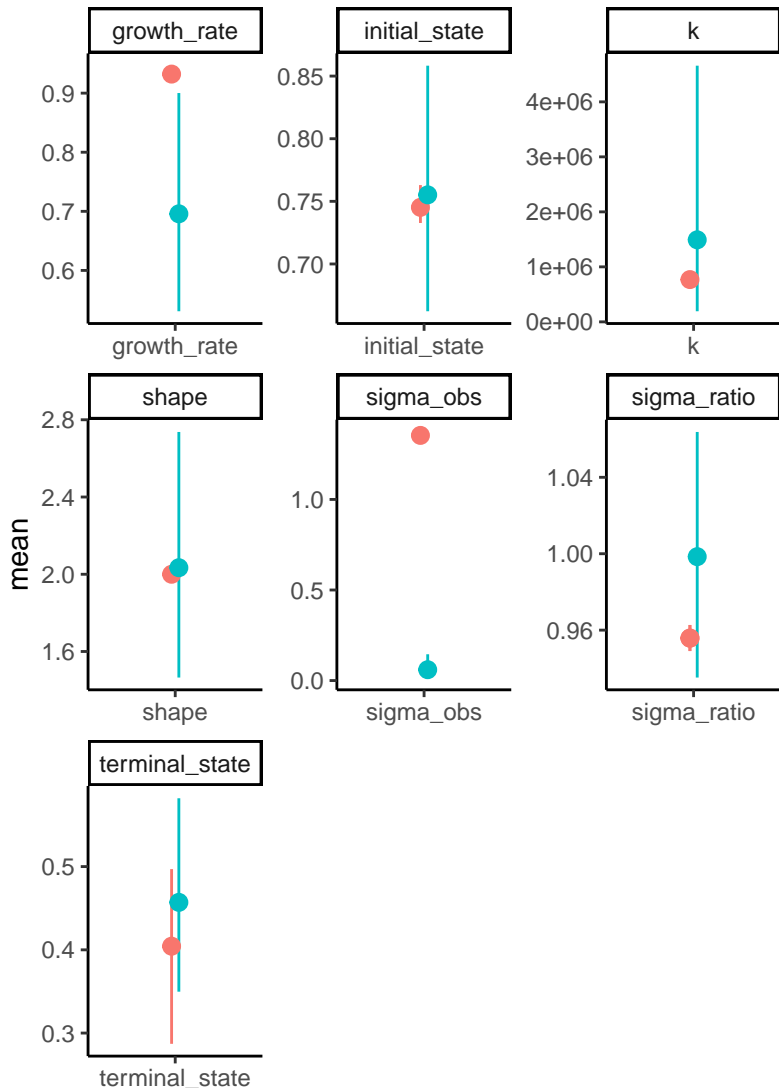 growth_rate
initial_state
k
0.9
0.8
0.7
0.6
growth_rate
0.85
0.80
0.75
0.70
initial_state
4e+06
3e+06
2e+06
1e+06
0e+00
k
shape
sigma_obs
sigma_ratio
2.8
2.4
2.0
1.6
shape
1.0
0.5
0.0
sigma_obs
1.04
1.00
0.96
sigma_ratio
mean
terminal_state
0.5
0.4
0.3
terminal_state